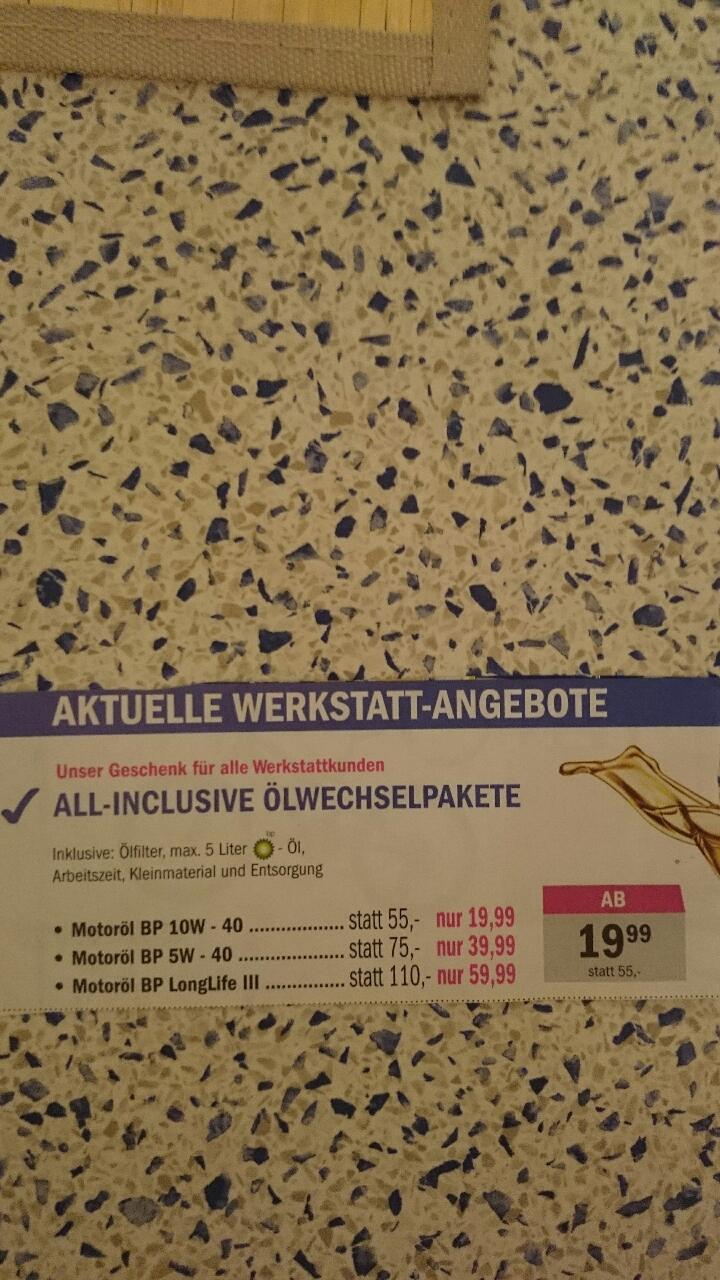 AKTUELLE WERKSTATT-ANGEBOTE
Unser Geschenk für alle Werkstattkunden
ALL-INCLUSIVE ÖLWECHSELPAKETE
Inklusive: Ölfilter, max. 5 Liter bp - Öl,
Arbeitszeit, Kleinmaterial und Entsorgung
• Motoröl BP 10W - 40 ................... statt 55,- nur 19,99
• Motoröl BP 5W - 40 ..................... statt 75,- nur 39,99
• Motoröl BP LongLife III ................ statt 110,- nur 59,99
AB
19 99
statt 55,-